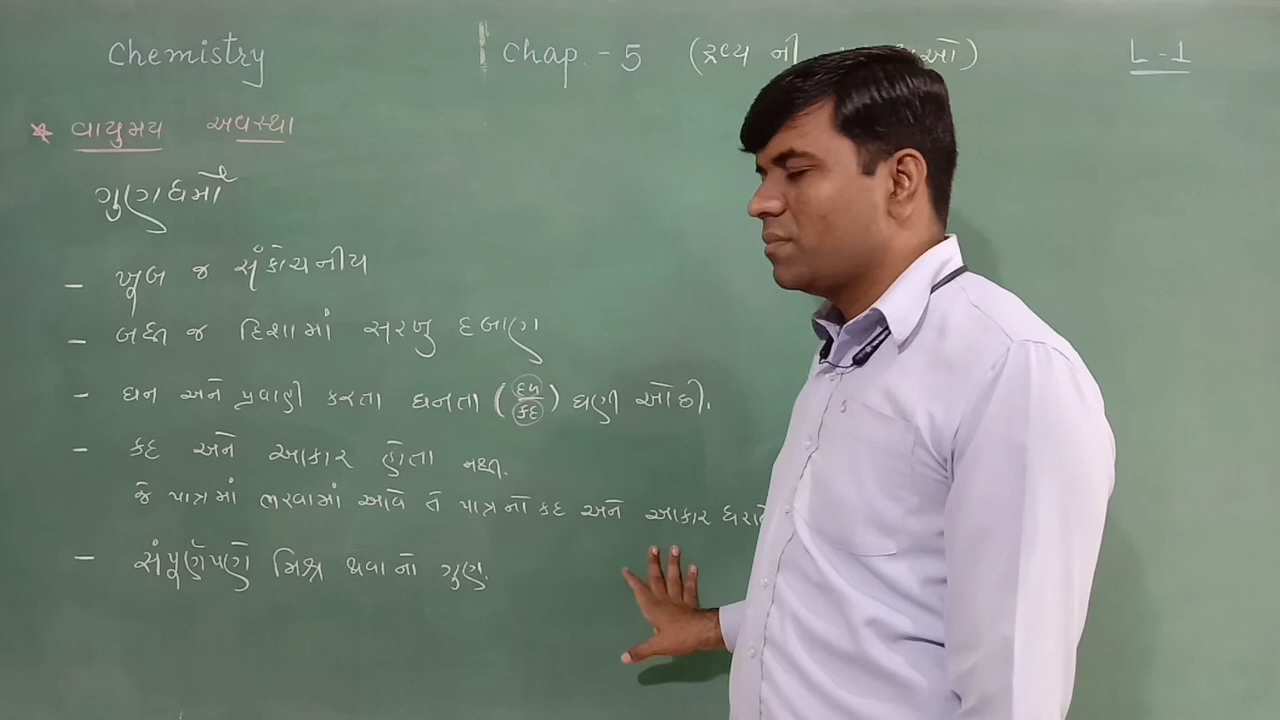 Chemistry
Chap. - 5 (દ્રવ્ય ની
L - 1
* વાયુમય અવસ્થા
ગુણધર્મો
- ખૂબ જ સંકોચનીય
- બધી જ દિશામાં સરખુ દબાણ
- ઘન અને પ્રવાહી કરતા ઘનતા (દળ/કદ) ઘણી ઓછી.
- કદ અને આકાર હોતા નથી.
જે પાત્રમાં ભરવામાં આવે તે પાત્રનો કદ અને આકાર
- સંપૂર્ણપણે મિશ્ર થવાનો ગુણ.